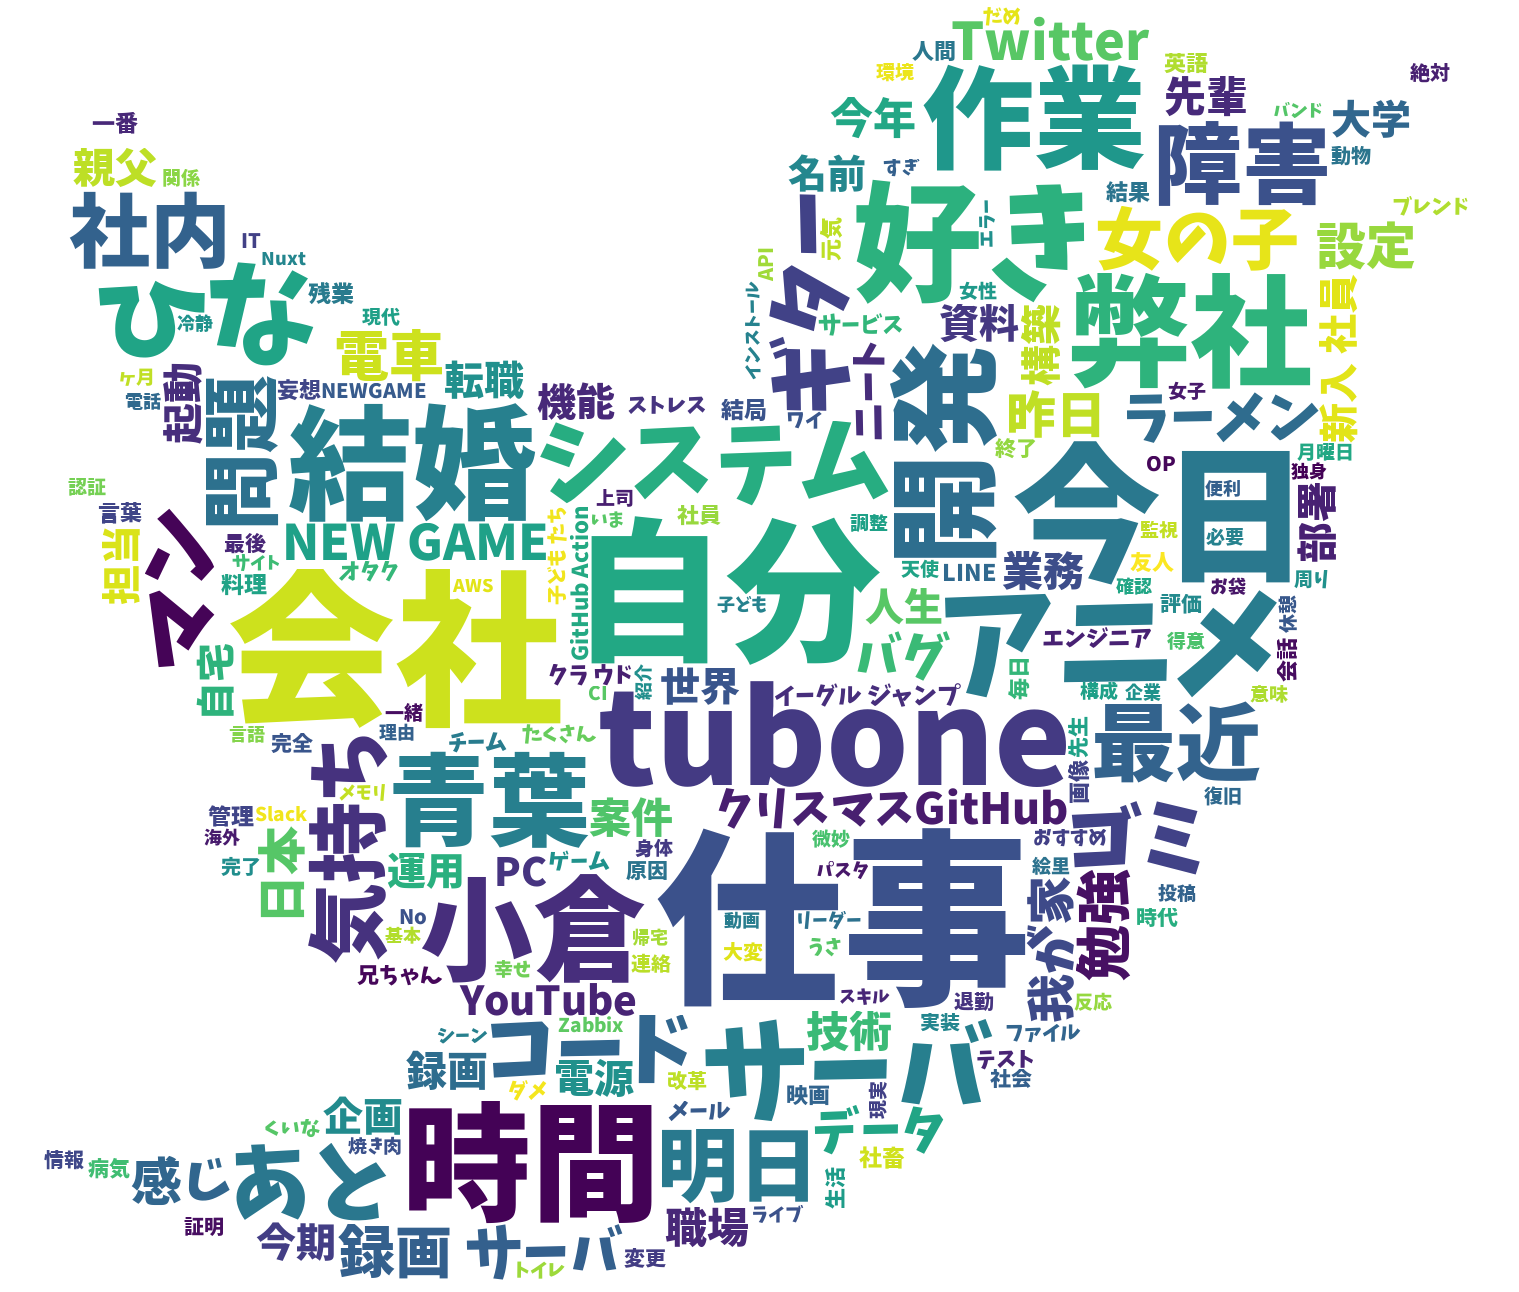 だめ
Twitter
人間
環境
英語
先輩
絶対
作業
今年
バンド
大学
一番
障害
動物
親父
関係
名前
すぎ
結果
社内
好き
エラー
ブレンド
女の子
元気
設定
IT
Nuxt
API
ギター
ひな
残業
女性
弊社
社員
冷静
現代
サービス
資料
構築
インストール
電車
転職
ニート
開発
ヶ月
起動
問題
妄想
NEWGAME
電話
機能
ストレス
結局
ワイ
昨日
女子
ラーメン
新入
結婚
システム
終了
月曜日
OP
今日
独身
認証
言葉
上司
社員
いま
調整
便利
部署
マン
NEW GAME
子どもたち
GitHub Action
自分
監視
必要
最後
サイト
オタク
担当
料理
会社
AWS
天使
LINE
業務
友人
確認
お袋
周り
子ども
人生
アニメ
評価
休憩
バグ
エンジニア
得意
会話
自宅
クラウド
紹介
世界
毎日
CI
イーグル ジャンプ
構成
企業
意味
一緒
tubone
言語
完全
理由
チーム
たくさん
先生
最近
気持ち
青葉
画像
メモリ
復旧
管理
Slack
案件
クリスマス
GitHub
ゴミ
海外
日本
身体
微妙
おすすめ
完了
運用
PC
ゲーム
原因
仕事
パスタ
絵里
小倉
我が家
勉強
投稿
No
動画
リーダー
時代
基本
帰宅
大変
うさ
兄ちゃん
幸せ
連絡
YouTube
スキル
退勤
反応
シーン
コード
Zabbix
サーバ
技術
実装
ファイル
録画
電源
テスト
社会
ダメ
改革
映画
現実
企画
時間
メール
データ
くいな
焼き肉
明日
社畜
情報
病気
感じ
あと
生活
証明
今期
録画
サーバ
職場
ライブ
トイレ
変更